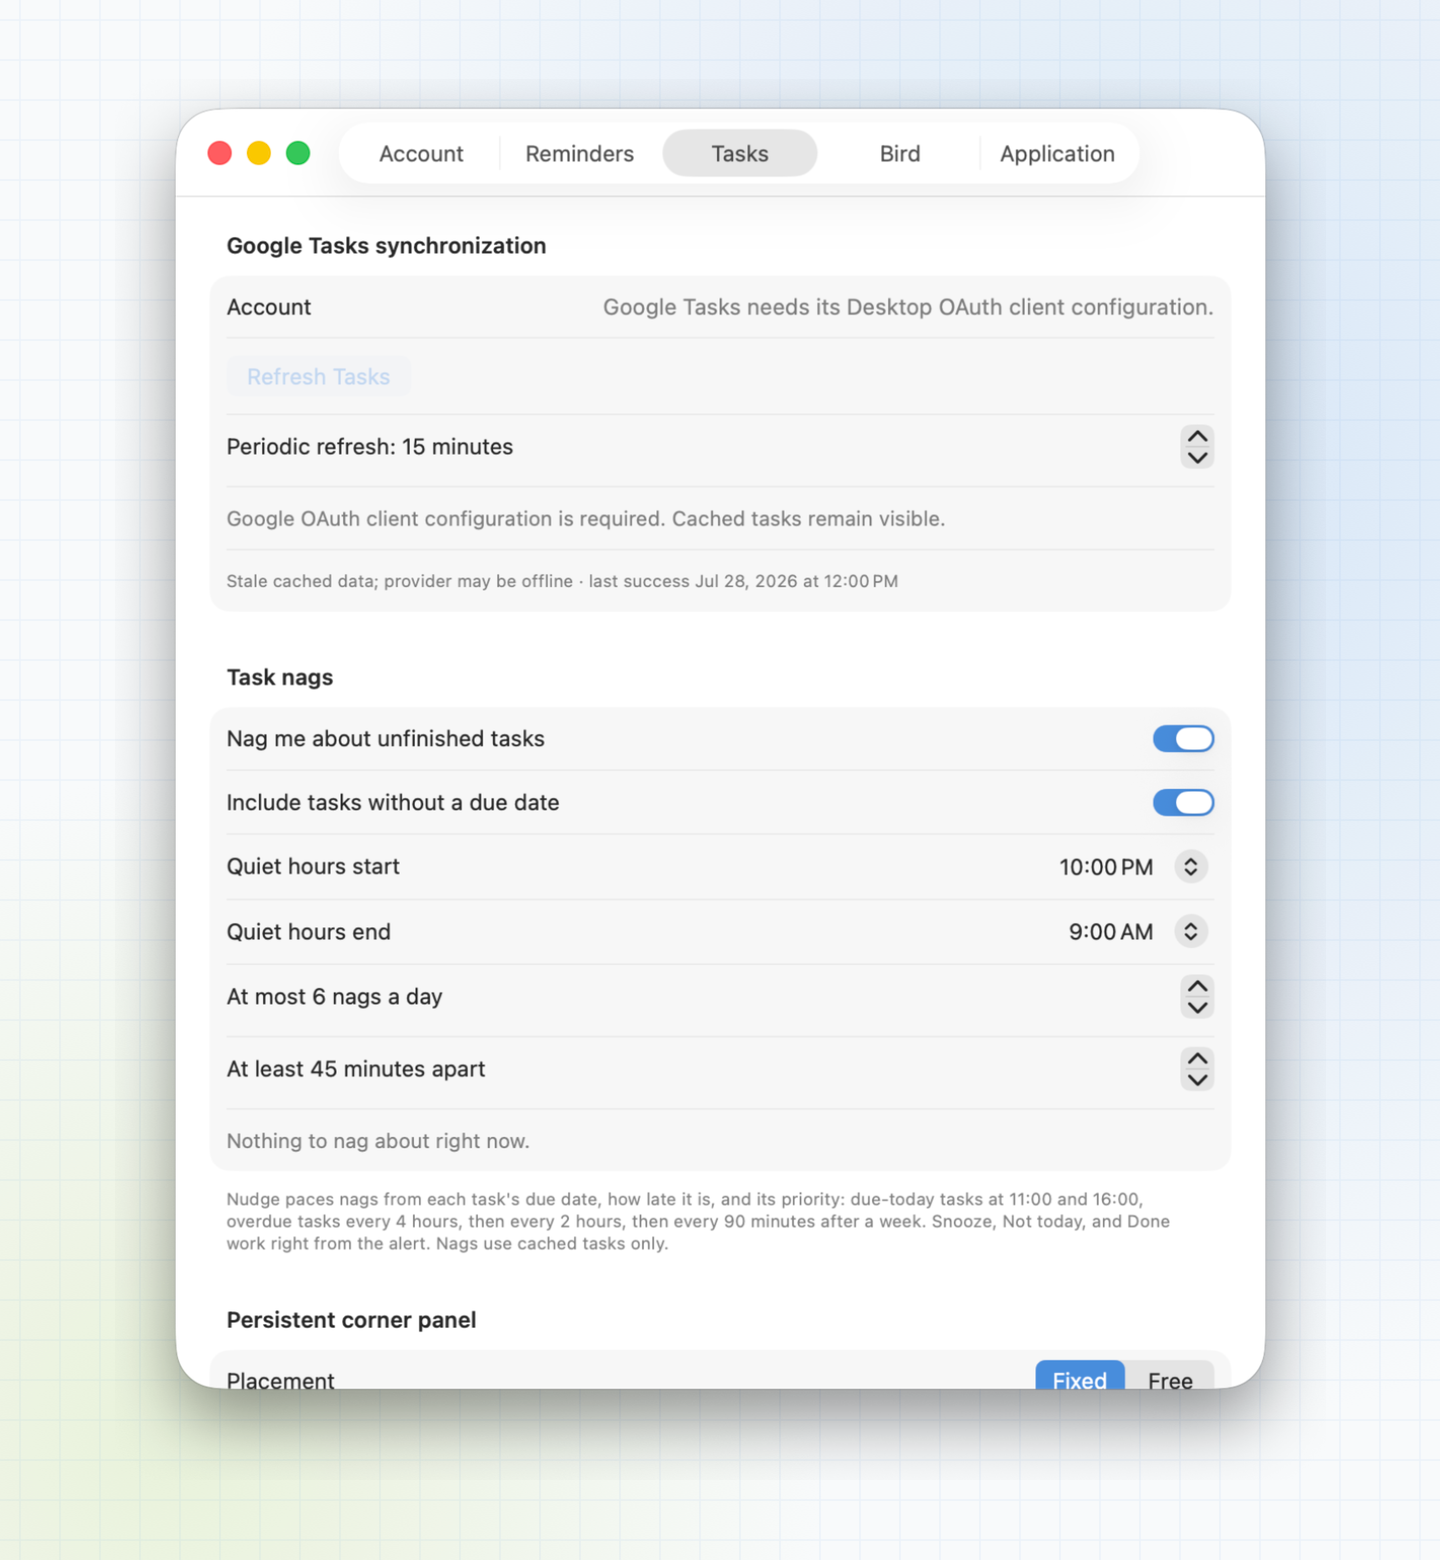 Account
Reminders
Tasks
Bird
Application
Google Tasks synchronization
Account
Google Tasks needs its Desktop OAuth client configuration.
Refresh Tasks
Periodic refresh: 15 minutes
Google OAuth client configuration is required. Cached tasks remain visible.
Stale cached data; provider may be offline · last success Jul 28, 2026 at 12:00 PM
Task nags
Nag me about unfinished tasks
Include tasks without a due date
Quiet hours start
10:00 PM
Quiet hours end
9:00 AM
At most 6 nags a day
At least 45 minutes apart
Nothing to nag about right now.
Nudge paces nags from each task's due date, how late it is, and its priority: due-today tasks at 11:00 and 16:00,
overdue tasks every 4 hours, then every 2 hours, then every 90 minutes after a week. Snooze, Not today, and Done
work right from the alert. Nags use cached tasks only.
Persistent corner panel
Placement
Fixed
Free